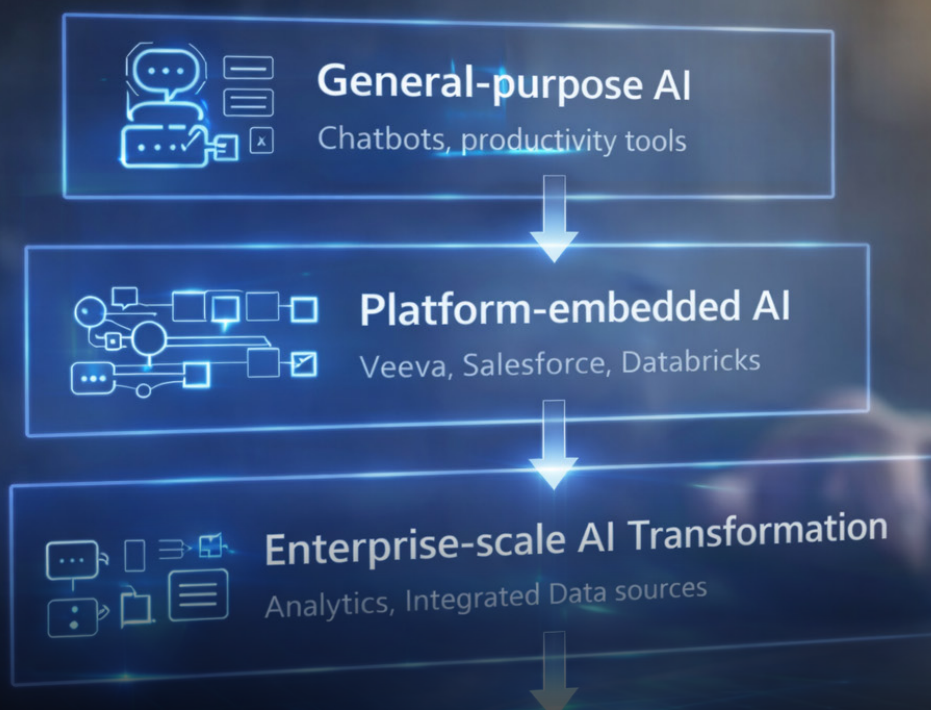 General-purpose AI
Chatbots, productivity tools
Platform-embedded AI
Veeva, Salesforce, Databricks
Enterprise-scale AI Transformation
Analytics, Integrated Data sources